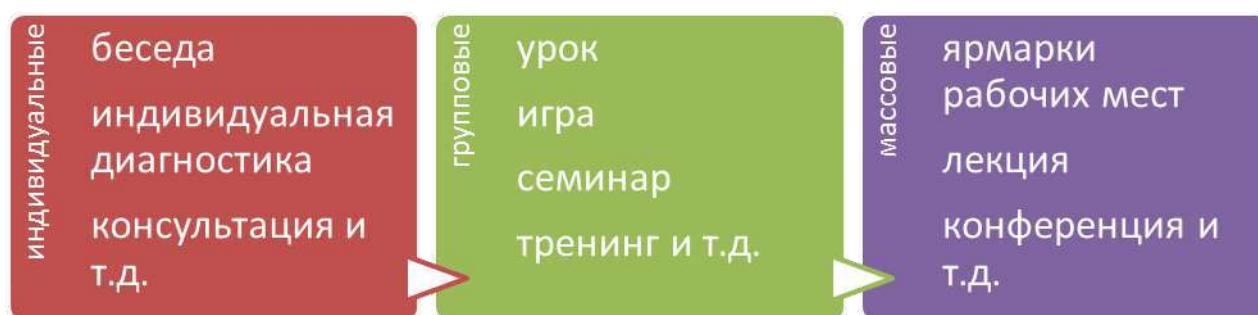 индивидуальные
беседа
индивидуальная
диагностика
консультация и
т.д.
групповые
урок
игра
семинар
тренинг и т.д.
массовые
ярмарки
рабочих мест
лекция
конференция и
т.д.